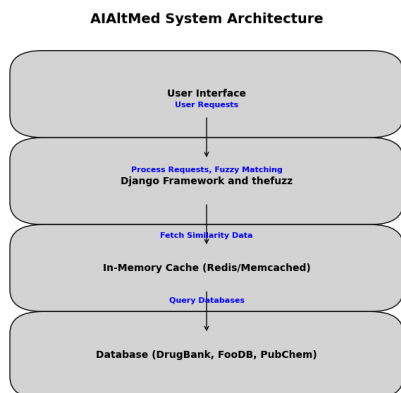 AIAltMed System Architecture
User Interface
User Requests
Process Requests, Fuzzy Matching
Django Framework and thefuzz
Fetch Similarity Data
In-Memory Cache (Redis/Memcached)
Query Databases
Database (DrugBank, FooDB, PubChem)